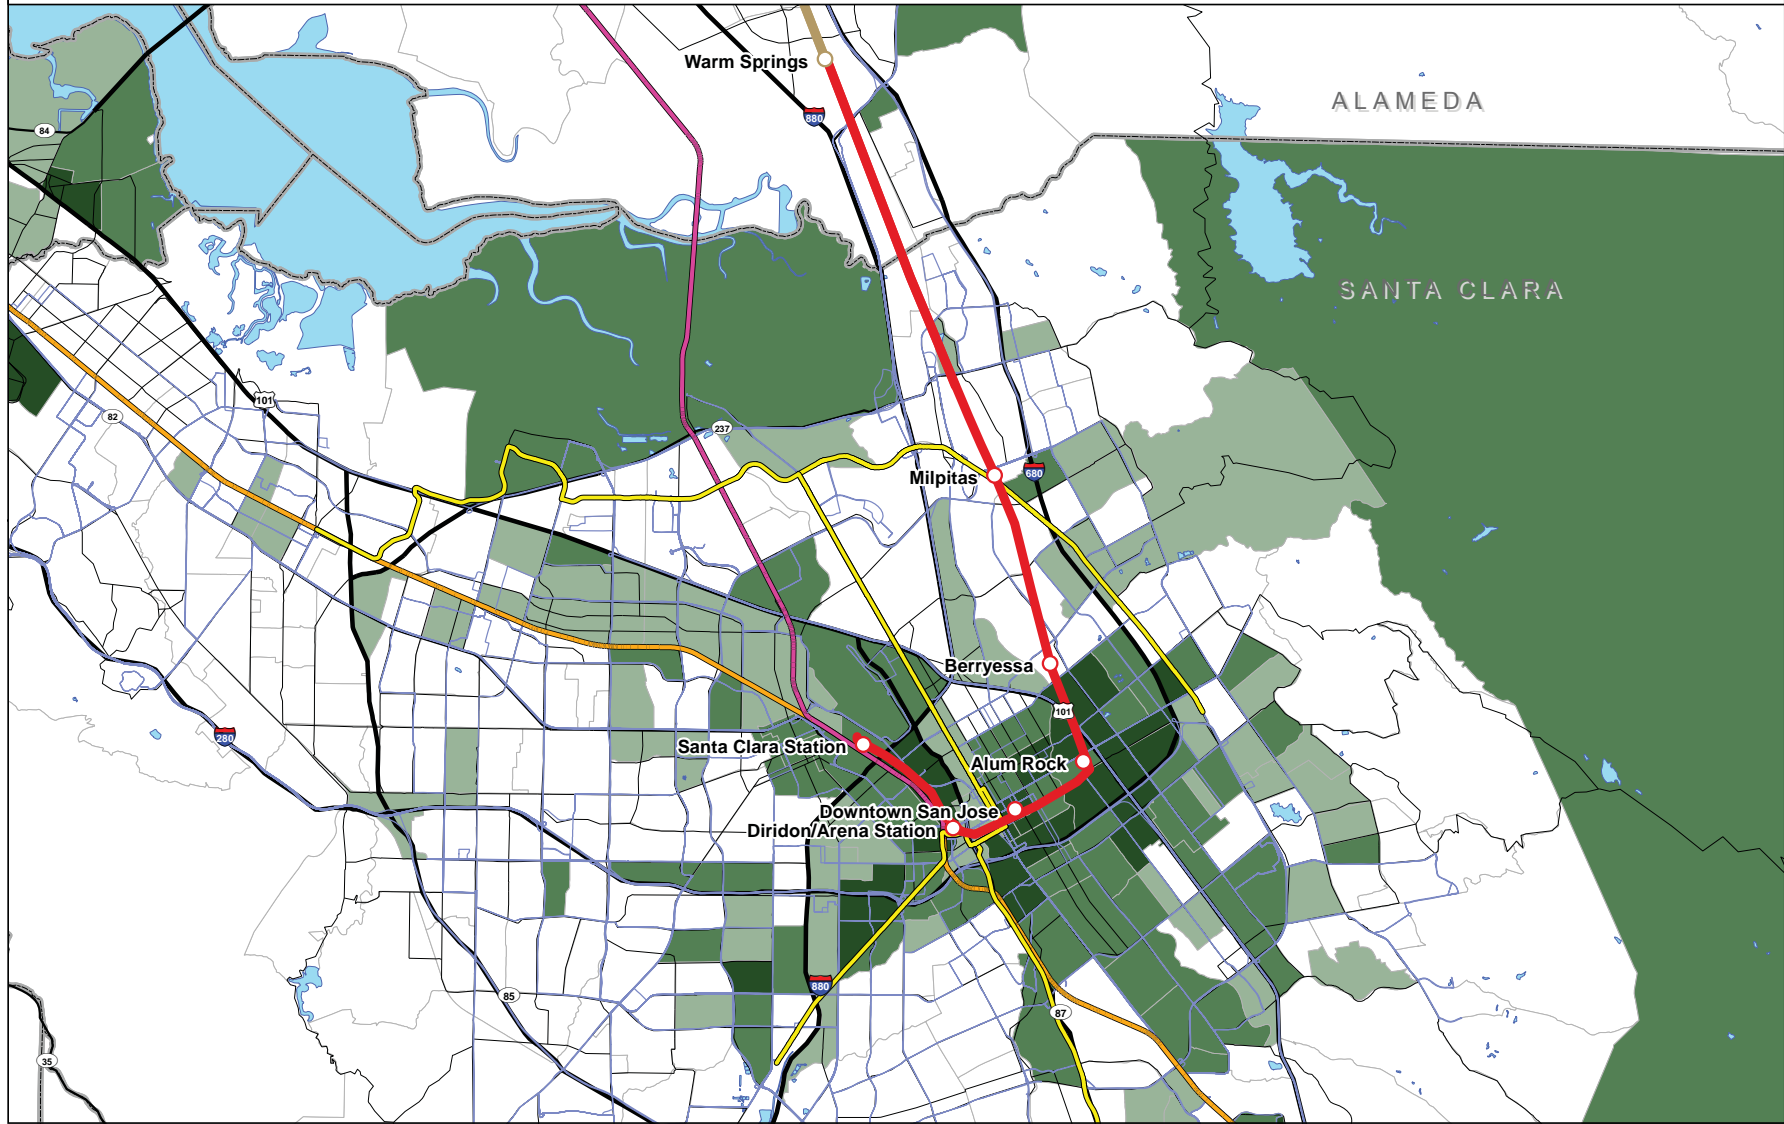 Warm Springs
880
ALAMEDA
84
SANTA CLARA
101
82
237
Milpitas
680
Berryessa
101
280
Santa Clara Station
Alum Rock
Downtown San Jose
Diridon/Arena Station
880
85
87
35